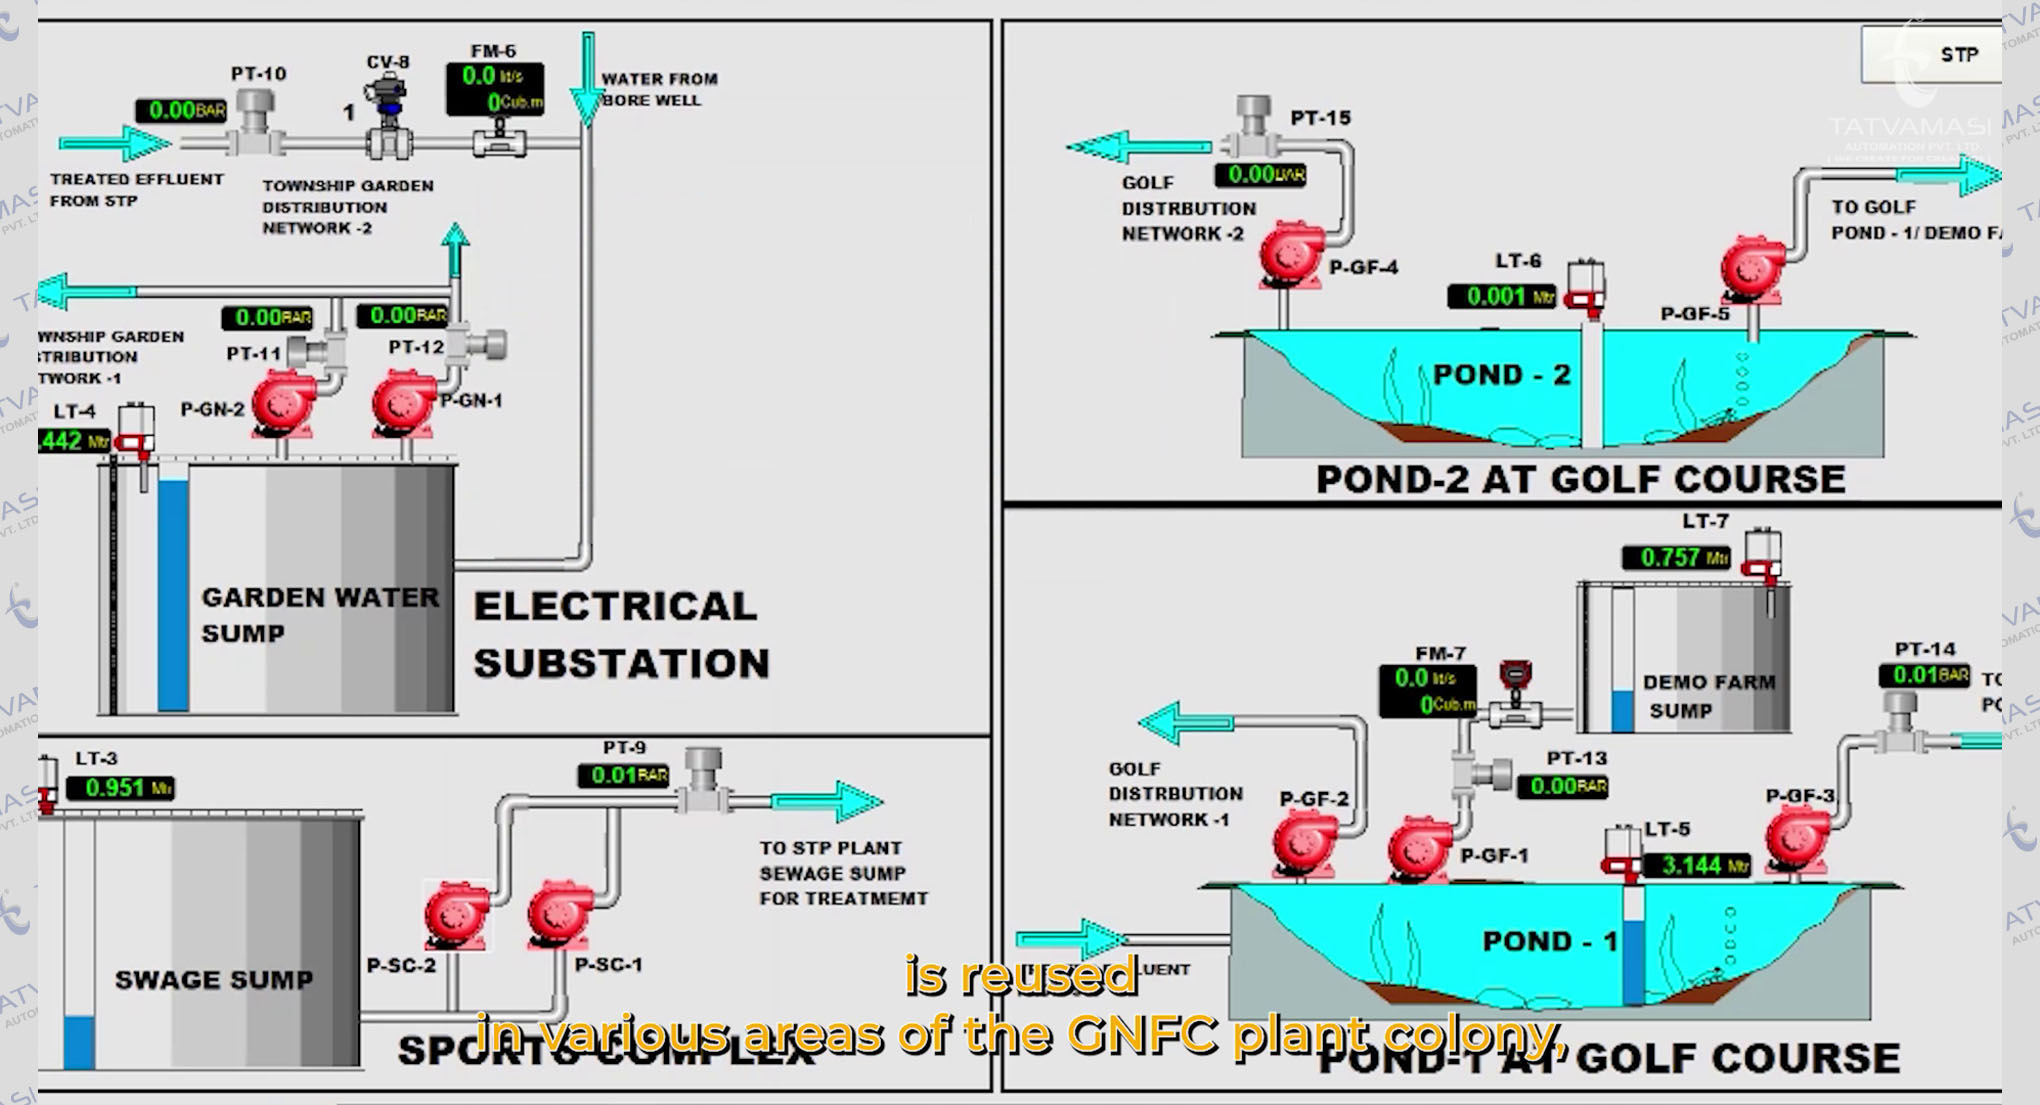 PT-10
CV-8
FM-6
0.00BAR
1
0.0 lt/s
0Cub.m
WATER FROM
BORE WELL
TREATED EFFLUENT
FROM STP
TOWNSHIP GARDEN
DISTRIBUTION
NETWORK -2
0.00BAR
0.00BAR
WNSHIP GARDEN
TRIBUTION
TWORK -1
PT-11
PT-12
P-GN-2
P-GN-1
LT-4
.442 Mtr
GARDEN WATER
SUMP
ELECTRICAL
SUBSTATION
LT-3
0.951 Mtr
PT-9
0.01BAR
TO STP PLANT
SEWAGE SUMP
FOR TREATMEMT
P-SC-2
P-SC-1
SWAGE SUMP
SPORTS COMPLEX
STP
TATVAMASI
AUTOMATION PVT. LTD.
PT-15
0.00BAR
GOLF
DISTRBUTION
NETWORK -2
P-GF-4
LT-6
0.001 Mtr
P-GF-5
TO GOLF
POND - 1/ DEMO FA
POND - 2
POND-2 AT GOLF COURSE
LT-7
0.757 Mtr
DEMO FARM
SUMP
FM-7
0.0 lt/s
0Cub.m
PT-14
0.01BAR
PT-13
0.00BAR
GOLF
DISTRBUTION
NETWORK -1
P-GF-2
P-GF-1
P-GF-3
LT-5
3.144 Mtr
POND - 1
POND-1 AT GOLF COURSE
is reused
in various areas of the GNFC plant colony,